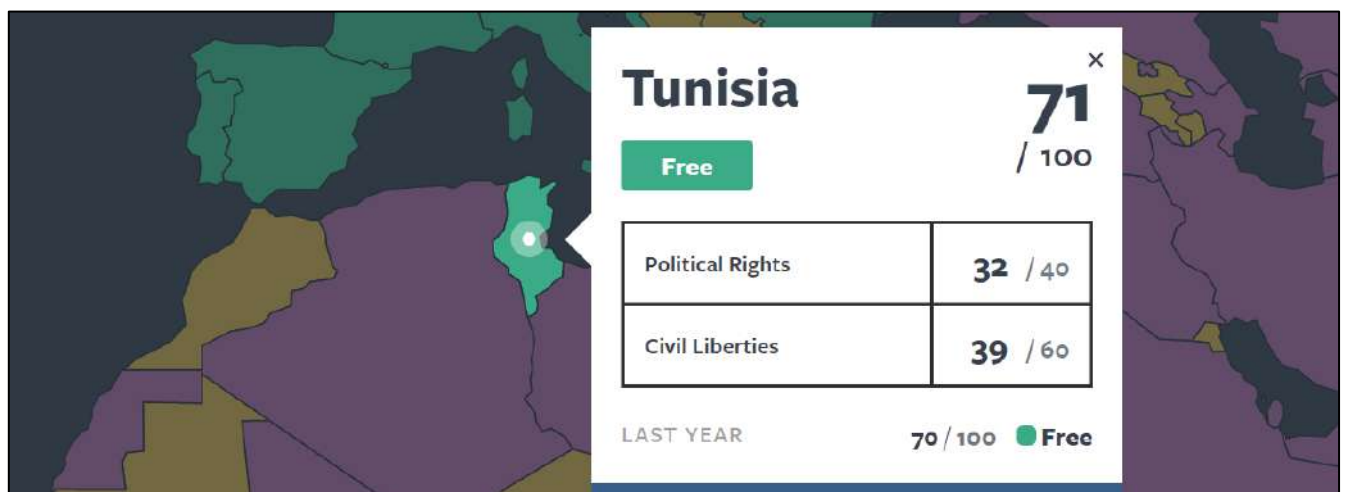 ×
Tunisia
71
/ 100
Free
Political Rights 32 / 40
Civil Liberties 39 / 60
LAST YEAR 70 / 100 Free